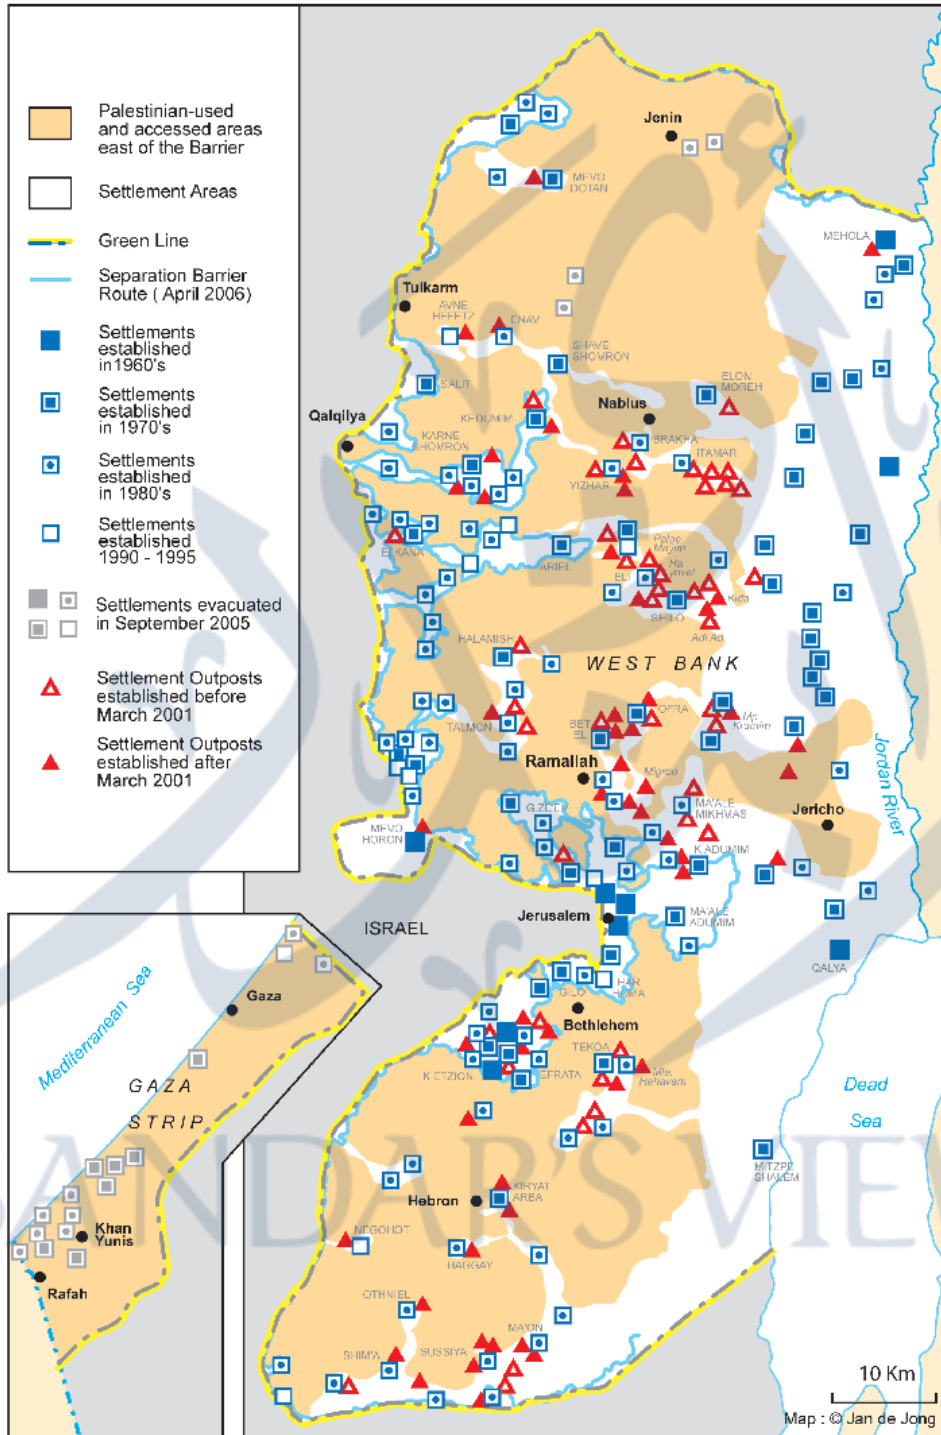 Palestinian-used
and accessed areas
east of the Barrier
Settlement Areas
Green Line
Separation Barrier
Route ( April 2006)
Settlements
established
in 1960's
Settlements
established
in 1970's
Settlements
established
in 1980's
Settlements
established
1990 - 1995
Settlements evacuated
in September 2005
Settlement Outposts
established before
March 2001
Settlement Outposts
established after
March 2001
Jenin
MEVO
DOTAN
MEHOLA
Tulkarm
AVNE
HEFETZ
ENAV
SHAVE
SHOMRON
SALIT
ELON
MOREH
Qalqilya
KEDUMIM
Nablus
KARNE
SHOMRON
BRAKHA
ITAMAR
YIZHAR
ELKANA
ARIEL
ELI
SHILO
Kida
Adi Ad
HALAMISH
WEST BANK
TALMON
BET
EL
OFRA
Ramallah
Migron
Jordan River
Jericho
MA'ALE
MIKHMAS
MEVO
HORON
K.ADUMIM
ISRAEL
Jerusalem
MA'ALE
ADUMIM
QALYA
GILO
HAR
HOMA
Bethlehem
TEKOA
K.ETZION
EFRATA
Dead
Sea
MITZPE
SHALEM
KIRYAT
ARBA
Hebron
NEGOHOT
HAGGAY
OTHNIEL
MA'ON
SHIM'A
SUSSIYA
Mediterranean Sea
Gaza
GAZA
STRIP
Khan
Yunis
Rafah
10 Km
Map : © Jan de Jong
ANDAR'S VIEW